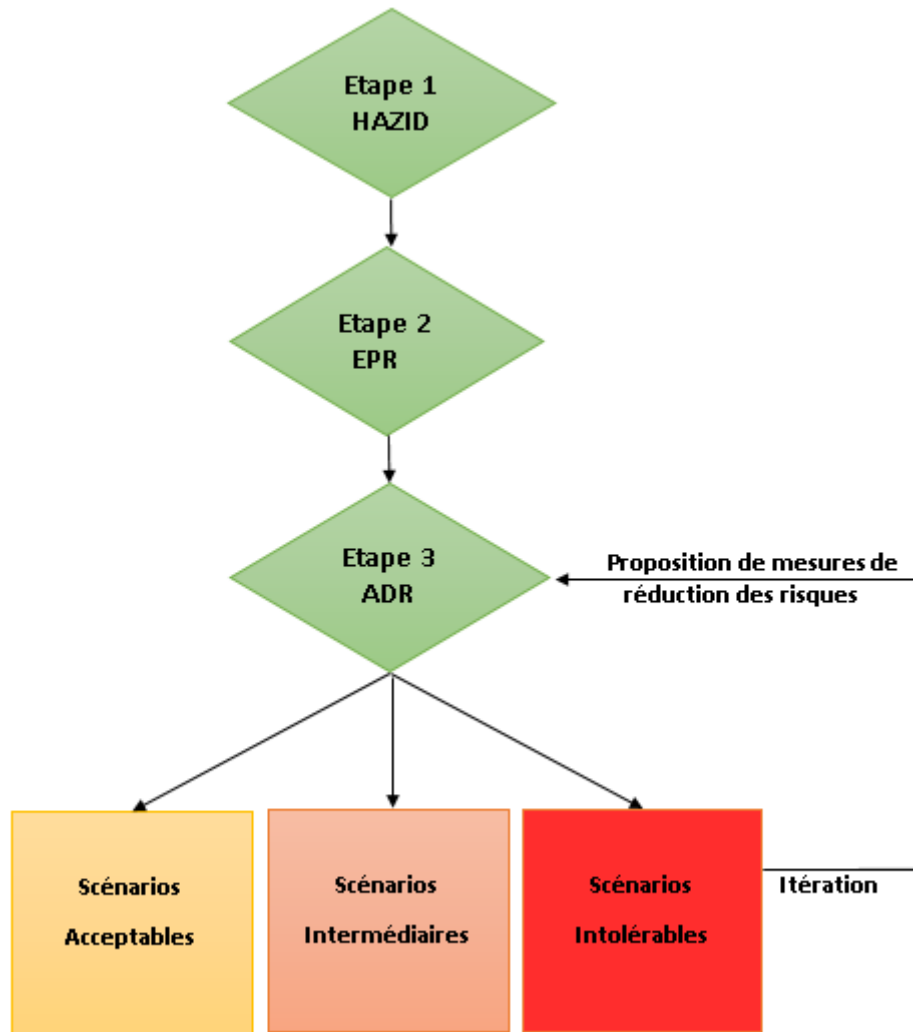 Etape 1
HAZID
Etape 2
EPR
Etape 3
ADR
Proposition de mesures de
réduction des risques
Scénarios
Acceptables
Scénarios
Intermédiaires
Scénarios
Intolérables
Itération